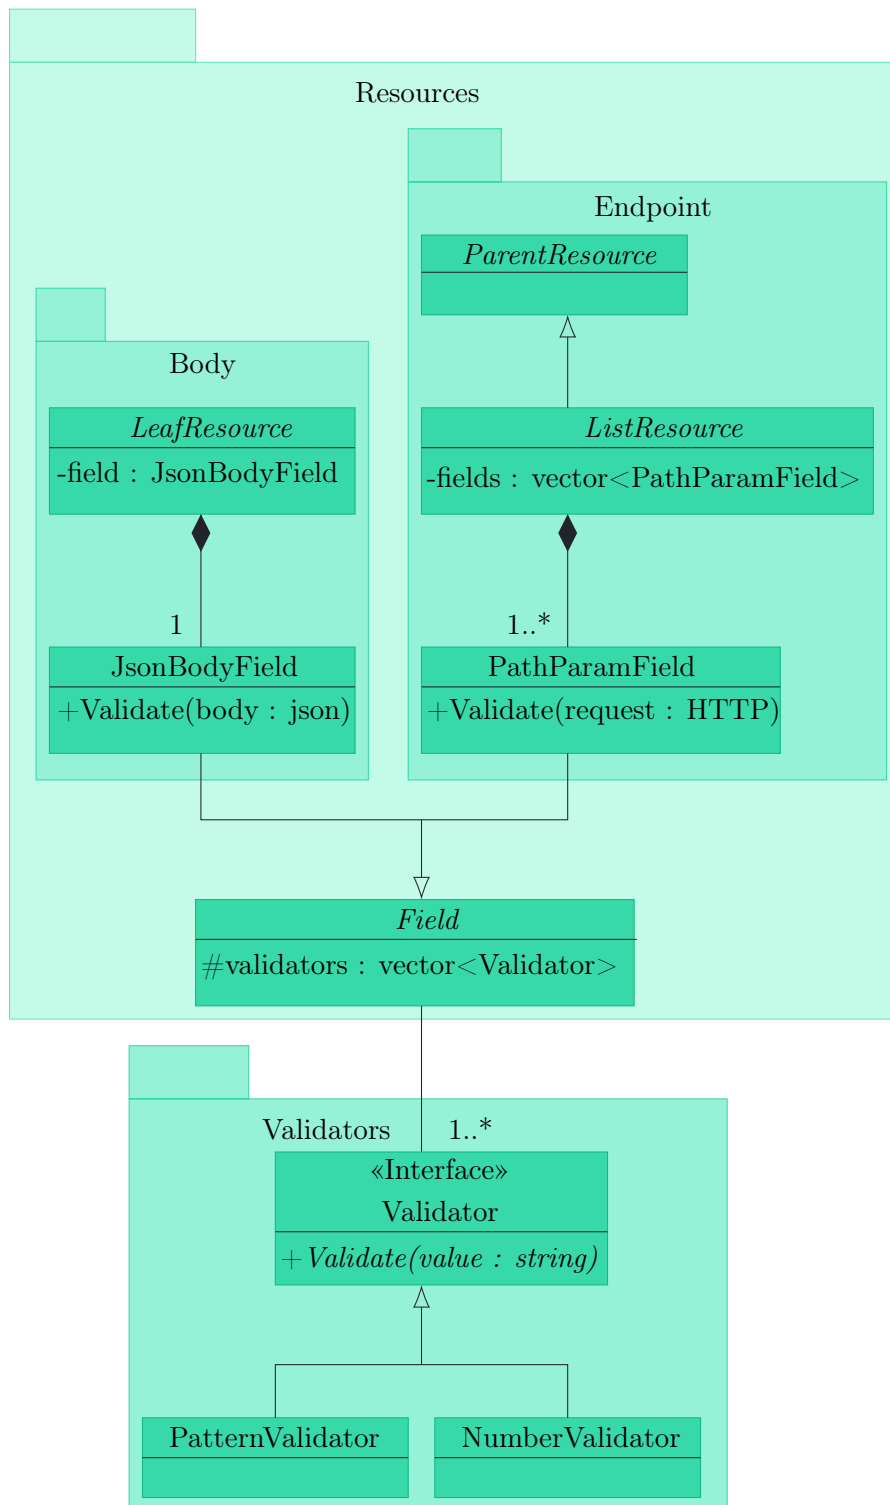 Resources
Endpoint
ParentResource
Body
LeafResource
-field : JsonBodyField
ListResource
-fields : vector<PathParamField>
1
1..*
JsonBodyField
+Validate(body : json)
PathParamField
+Validate(request : HTTP)
Field
#validators : vector<Validator>
Validators
1..*
«Interface»
Validator
+Validate(value : string)
PatternValidator
NumberValidator